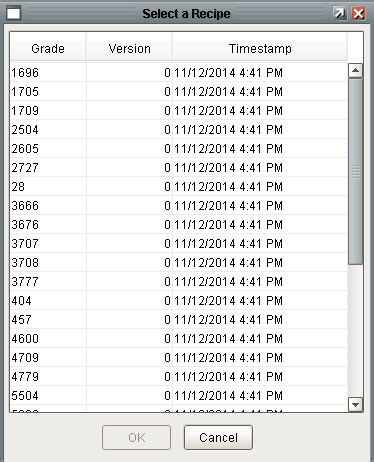 Select a Recipe
Grade Version Timestamp
1696 0 11/12/2014 4:41 PM
1705 0 11/12/2014 4:41 PM
1709 0 11/12/2014 4:41 PM
2504 0 11/12/2014 4:41 PM
2605 0 11/12/2014 4:41 PM
2727 0 11/12/2014 4:41 PM
28 0 11/12/2014 4:41 PM
3666 0 11/12/2014 4:41 PM
3676 0 11/12/2014 4:41 PM
3707 0 11/12/2014 4:41 PM
3708 0 11/12/2014 4:41 PM
3777 0 11/12/2014 4:41 PM
404 0 11/12/2014 4:41 PM
457 0 11/12/2014 4:41 PM
4600 0 11/12/2014 4:41 PM
4709 0 11/12/2014 4:41 PM
4779 0 11/12/2014 4:41 PM
5504 0 11/12/2014 4:41 PM
0 11/12/2014 4:41 PM
OK Cancel